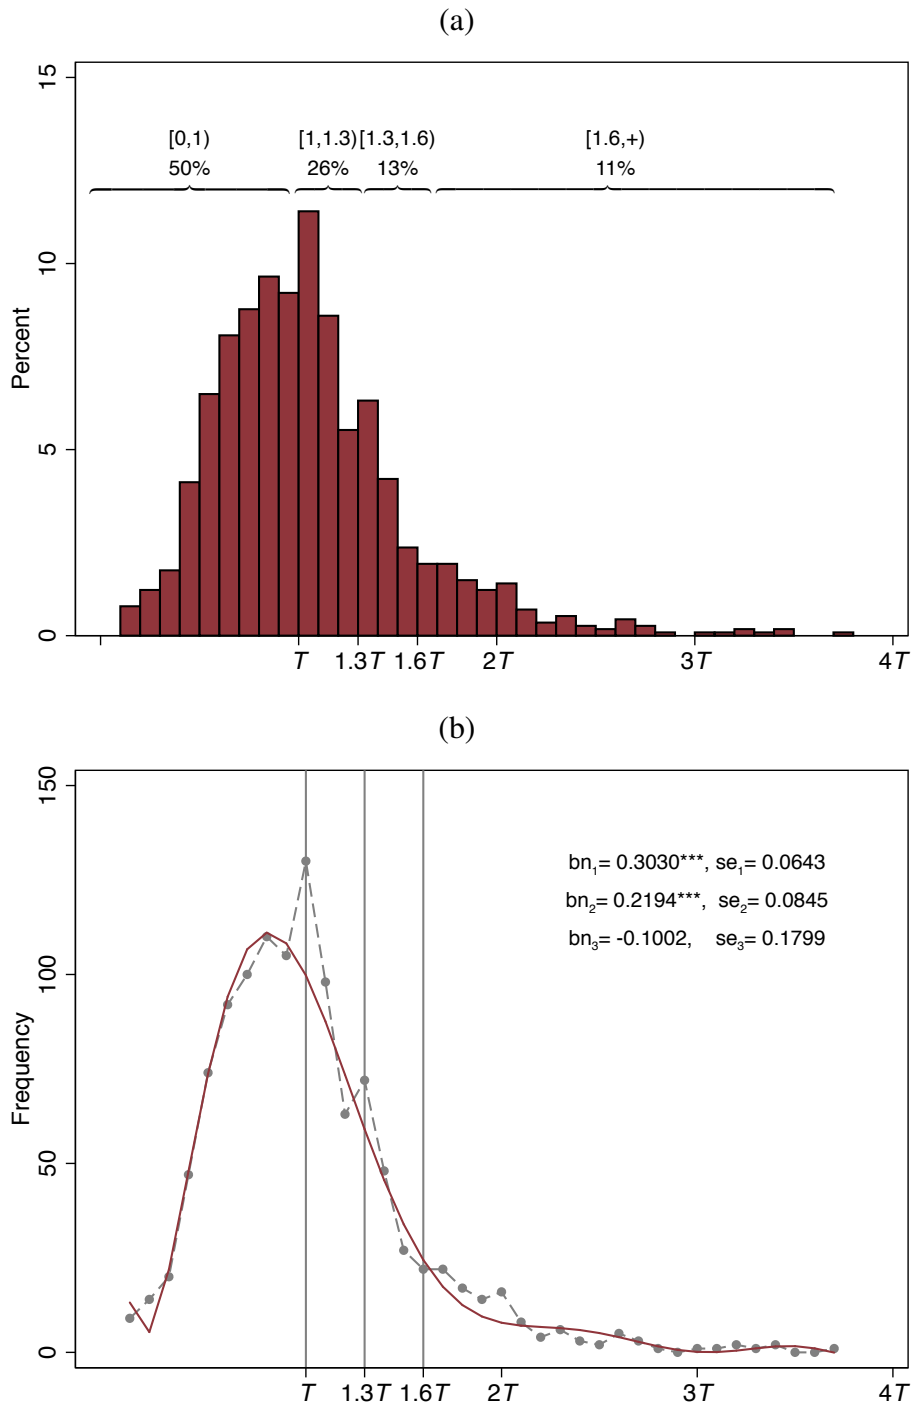 (a)
15
[0,1) [1,1.3) [1.3,1.6) [1.6,+)
50% 26% 13% 11%
10
Percent
5
0
T 1.3T 1.6T 2T 3T 4T
(b)
150
bn1= 0.3030***, se1= 0.0643
bn2= 0.2194***, se2= 0.0845
bn3= -0.1002, se3= 0.1799
100
Frequency
50
0
T 1.3T 1.6T 2T 3T 4T